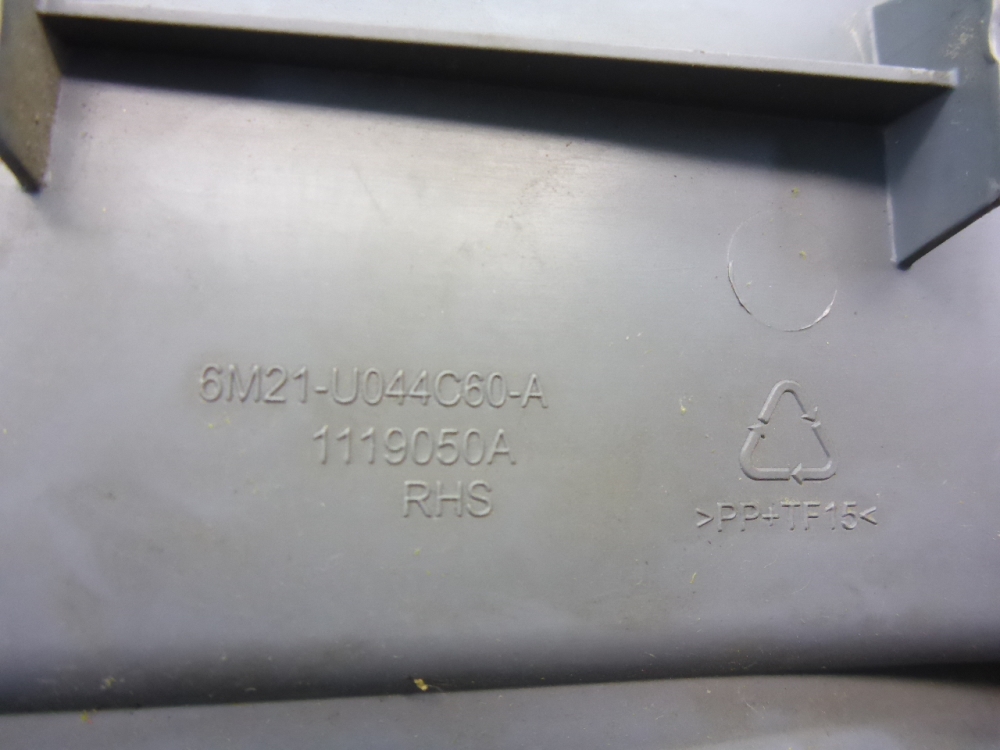 6M21-U044C60-A
1119050A
RHS
>PP+TF15<